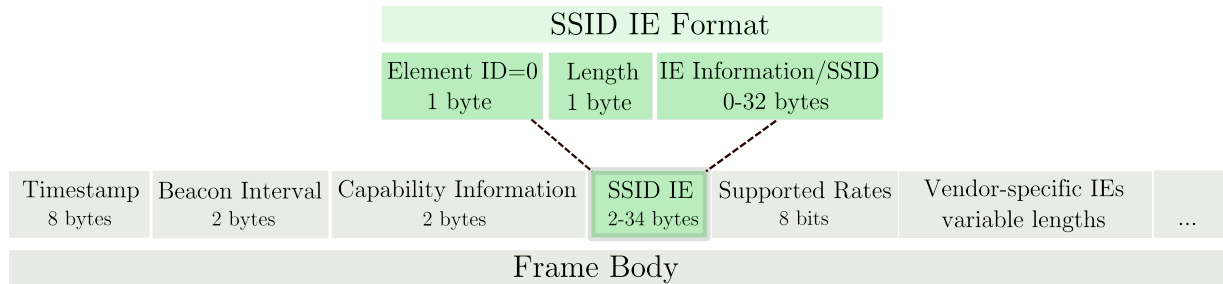 SSID IE Format
Element ID=0
1 byte
Length
1 byte
IE Information/SSID
0-32 bytes
Timestamp
8 bytes
Beacon Interval
2 bytes
Capability Information
2 bytes
SSID IE
2-34 bytes
Supported Rates
8 bits
Vendor-specific IEs
variable lengths
...
Frame Body